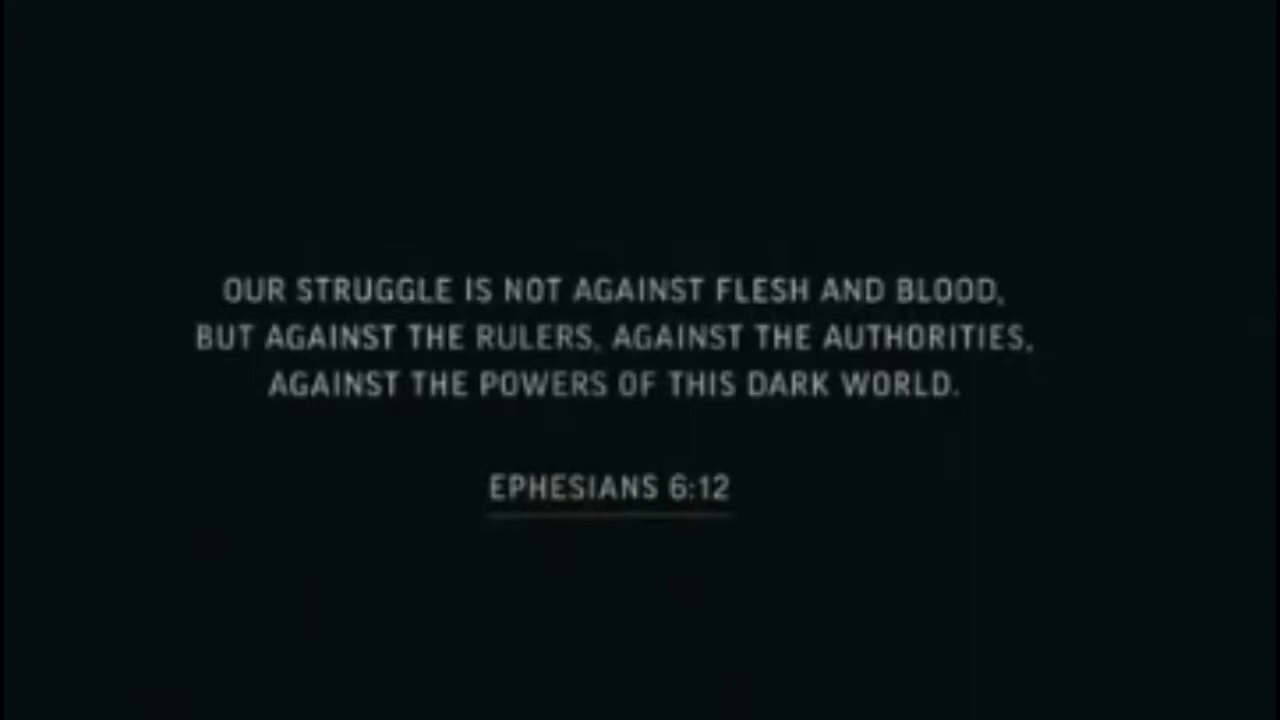 OUR STRUGGLE IS NOT AGAINST FLESH AND BLOOD,
BUT AGAINST THE RULERS, AGAINST THE AUTHORITIES,
AGAINST THE POWERS OF THIS DARK WORLD.
EPHESIANS 6:12